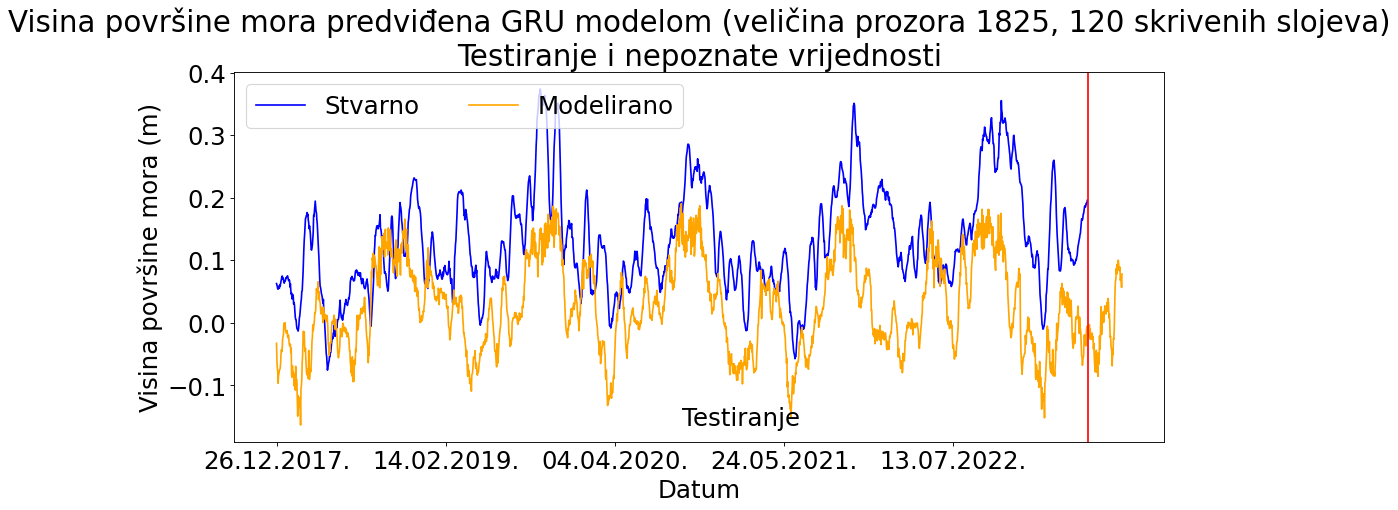 Visina površine mora predviđena GRU modelom (veličina prozora 1825, 120 skrivenih slojeva)
Testiranje i nepoznate vrijednosti
Stvarno Modelirano
Visina površine mora (m)
0.4
0.3
0.2
0.1
0.0
−0.1
Testiranje
26.12.2017. 14.02.2019. 04.04.2020. 24.05.2021. 13.07.2022.
Datum